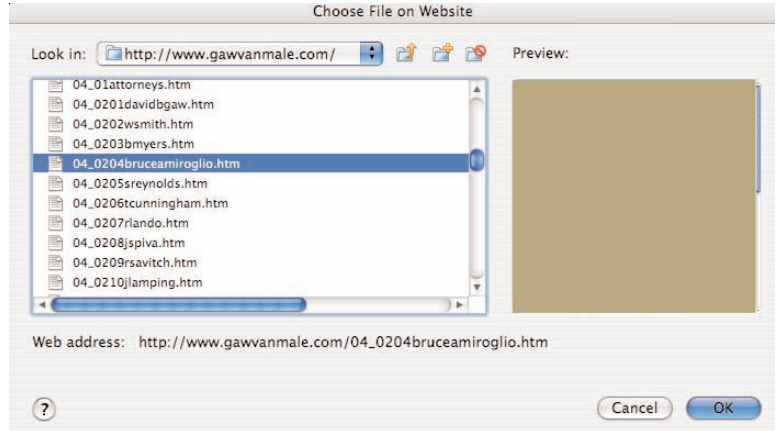 Choose File on Website
Look in: http://www.gawvanmale.com/
Preview:
04_01attorneys.htm
04_0201davidbgaw.htm
04_0202wsmith.htm
04_0203bmyers.htm
04_0204bruceamiroglio.htm
04_0205sreynolds.htm
04_0206tcunningham.htm
04_0207rlando.htm
04_0208jspiva.htm
04_0209rsavitch.htm
04_0210jlamping.htm
Web address: http://www.gawvanmale.com/04_0204bruceamiroglio.htm
?
Cancel
OK